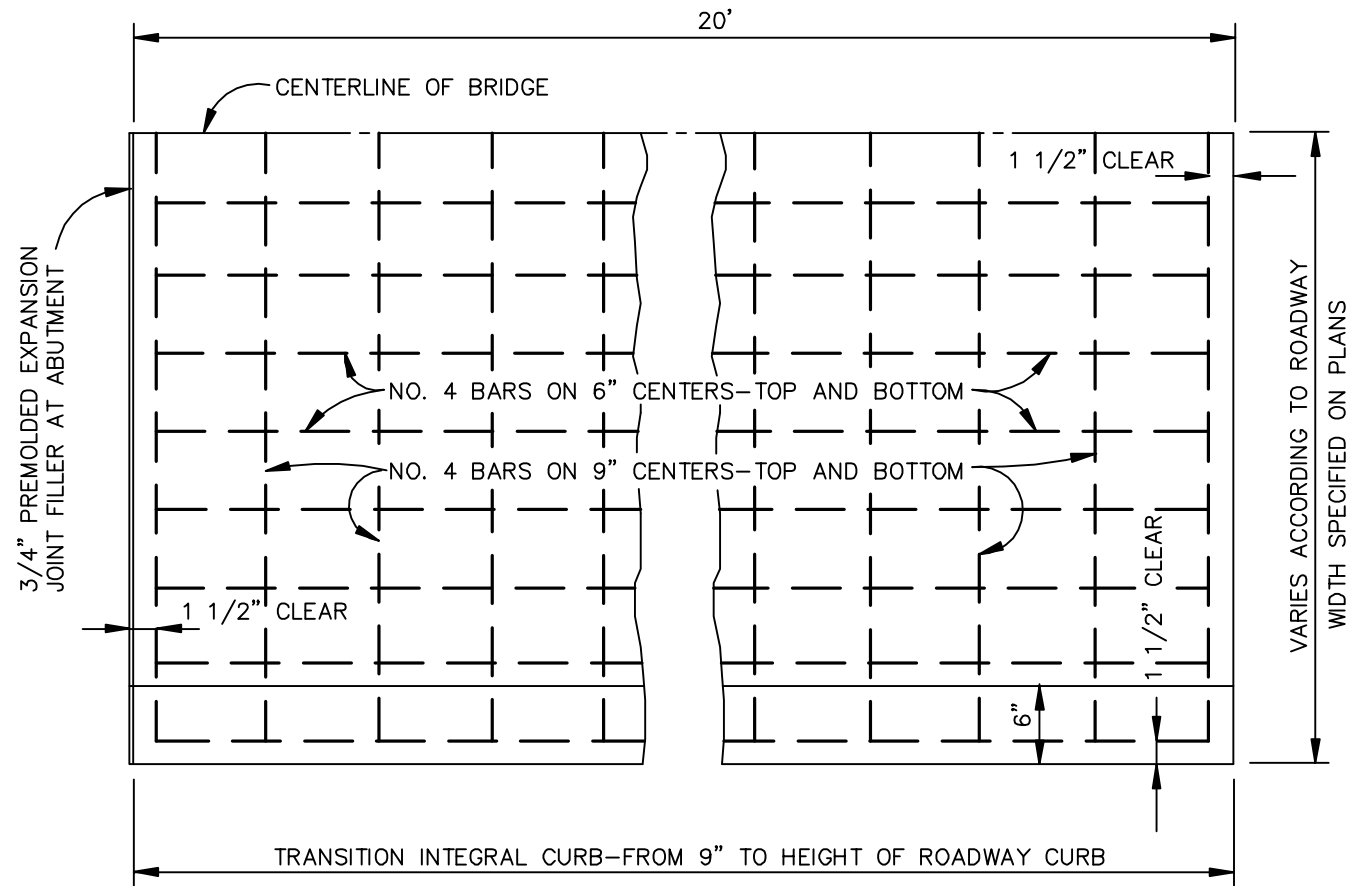 20'
CENTERLINE OF BRIDGE
1 1/2" CLEAR
3/4" PREMOLDED EXPANSION
JOINT FILLER AT ABUTMENT
NO. 4 BARS ON 6" CENTERS-TOP AND BOTTOM
NO. 4 BARS ON 9" CENTERS-TOP AND BOTTOM
VARIES ACCORDING TO ROADWAY
WIDTH SPECIFIED ON PLANS
1 1/2" CLEAR
1 1/2" CLEAR
6"
TRANSITION INTEGRAL CURB-FROM 9" TO HEIGHT OF ROADWAY CURB